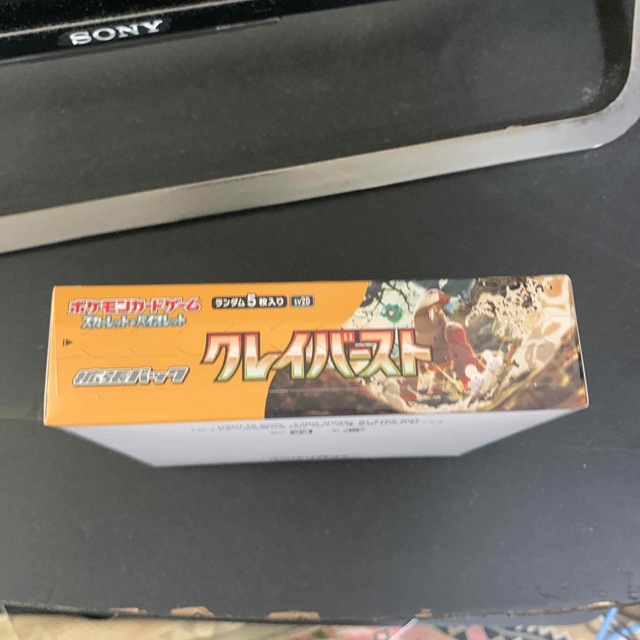 SONY
ポケモンカードゲーム
スカーレット&バイオレット
ランダム5枚入り sv2D
拡張パック
クレイバースト